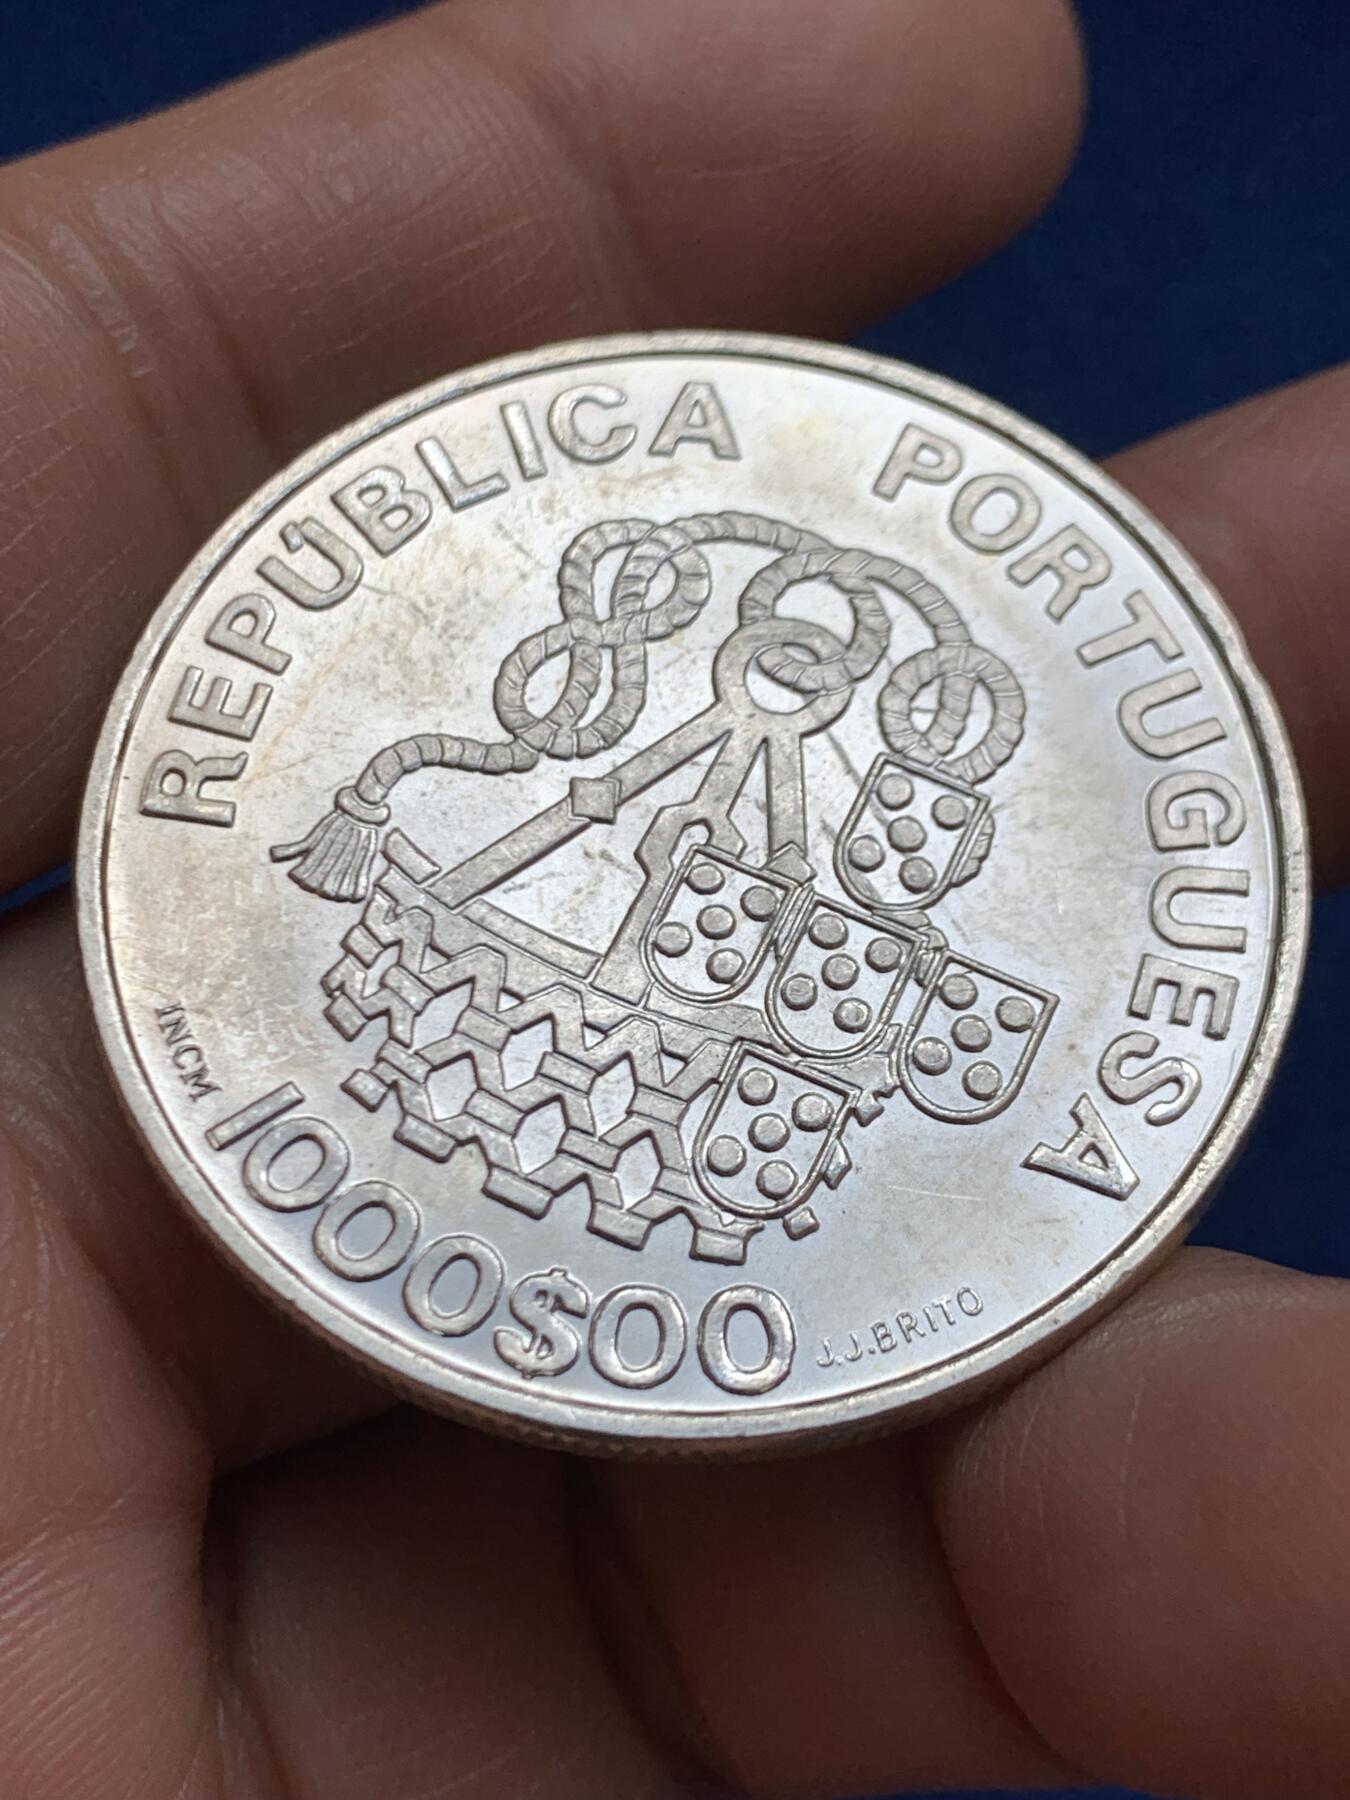 REPÚBLICA PORTUGUESA
INCM
1000$00
J.J.BRITO